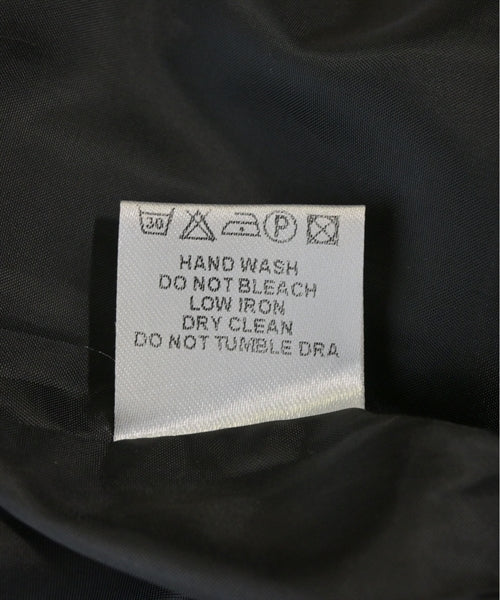 30 P
HAND WASH
DO NOT BLEACH
LOW IRON
DRY CLEAN
DO NOT TUMBLE DRA